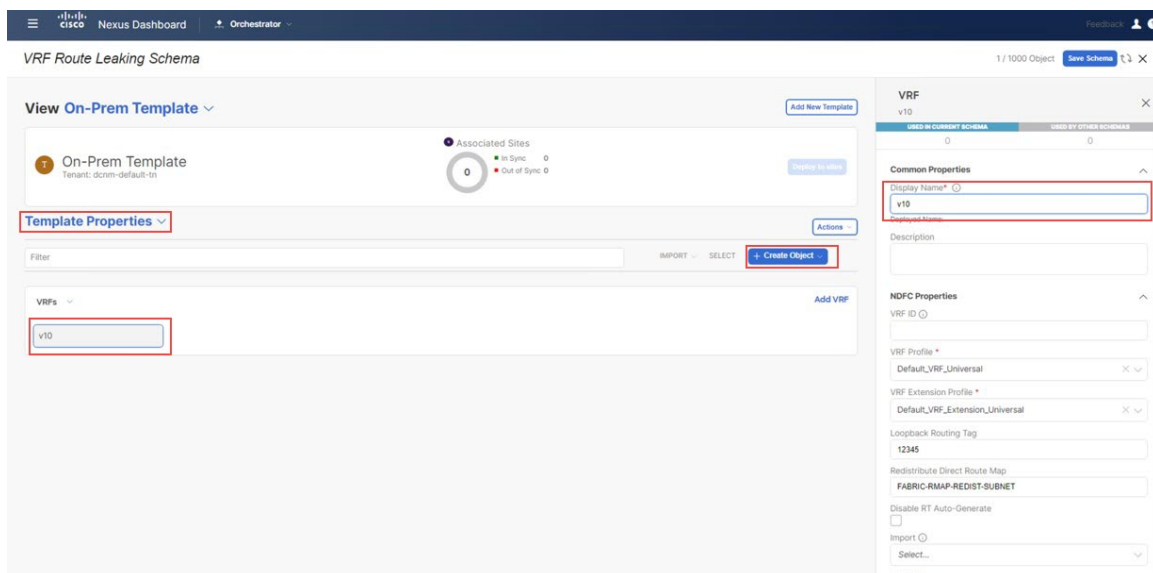 cisco Nexus Dashboard Orchestrator Feedback
VRF Route Leaking Schema 1 / 1000 Object Save Schema
View On-Prem Template Add New Template
T On-Prem Template
Tenant: dcnm-default-tn
Associated Sites
0
In Sync 0
Out of Sync 0
Deploy to sites
Template Properties Actions
Filter IMPORT SELECT + Create Object
VRFs Add VRF
v10
VRF
v10
USED IN CURRENT SCHEMA USED BY OTHER SCHEMAS
0 0
Common Properties
Display Name*
v10
Deployed Name:
Description
NDFC Properties
VRF ID
VRF Profile *
Default_VRF_Universal
VRF Extension Profile *
Default_VRF_Extension_Universal
Loopback Routing Tag
12345
Redistribute Direct Route Map
FABRIC-RMAP-REDIST-SUBNET
Disable RT Auto-Generate
Import
Select...